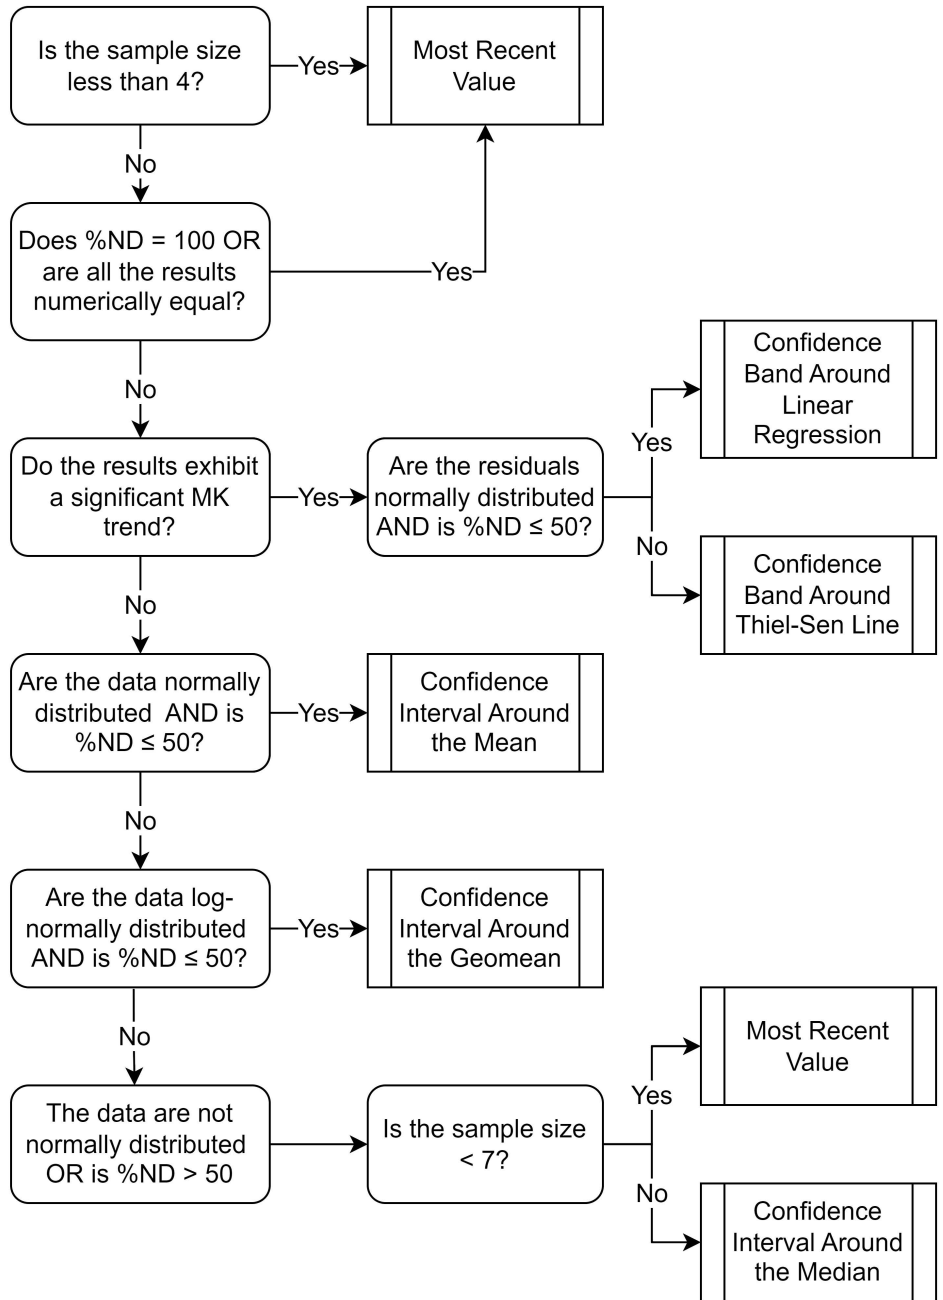 Is the sample size
less than 4?
Yes
Most Recent
Value
No
Does %ND = 100 OR
are all the results
numerically equal?
Yes
No
Do the results exhibit
a significant MK
trend?
Yes
Are the residuals
normally distributed
AND is %ND ≤ 50?
Yes
Confidence
Band Around
Linear
Regression
No
Confidence
Band Around
Thiel-Sen Line
No
Are the data normally
distributed AND is
%ND ≤ 50?
Yes
Confidence
Interval Around
the Mean
No
Are the data log-
normally distributed
AND is %ND ≤ 50?
Yes
Confidence
Interval Around
the Geomean
No
The data are not
normally distributed
OR is %ND > 50
Is the sample size
< 7?
Yes
Most Recent
Value
No
Confidence
Interval Around
the Median